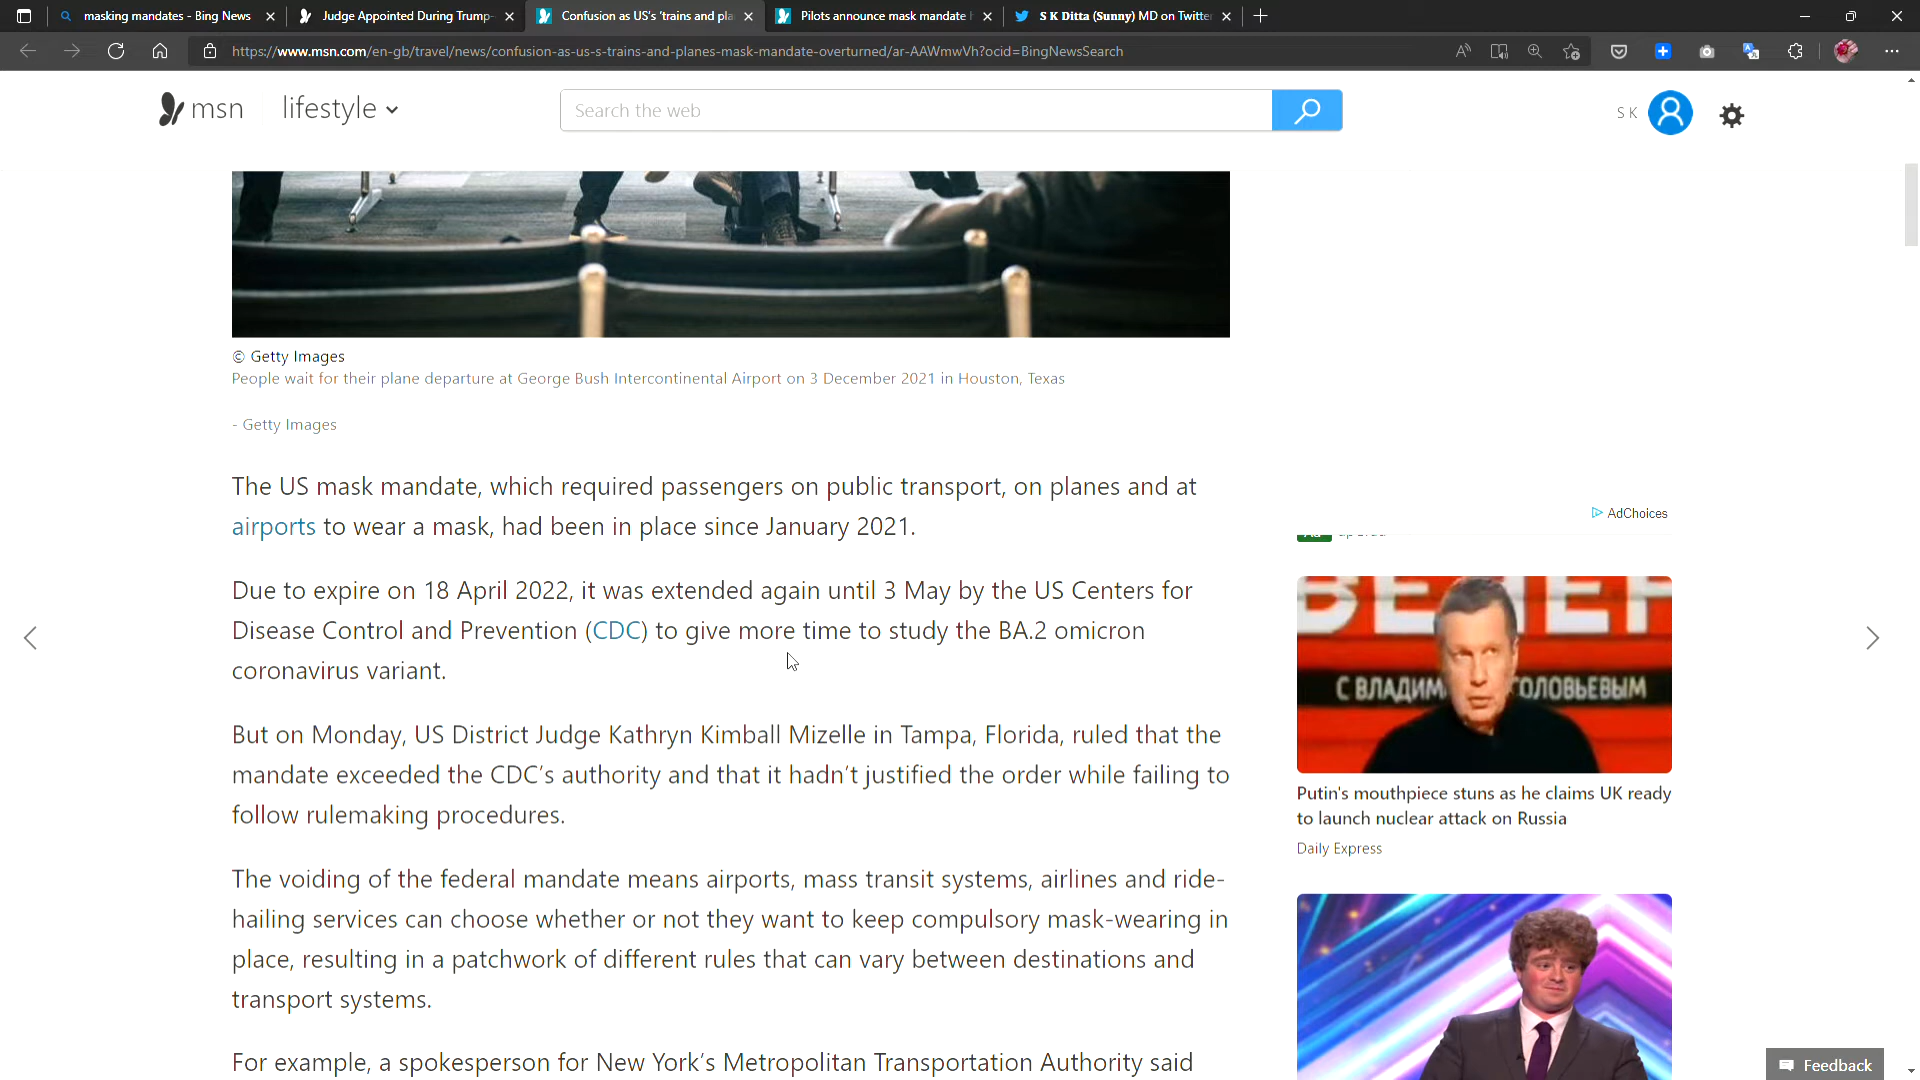 masking mandates - Bing News
Judge Appointed During Trump-
Confusion as US's 'trains and pla
Pilots announce mask mandate
S K Ditta (Sunny) MD on Twitte
https://www.msn.com/en-gb/travel/news/confusion-as-us-s-trains-and-planes-mask-mandate-overturned/ar-AAWmwVh?ocid=BingNewsSearch
msn
lifestyle
Search the web
S K
© Getty Images
People wait for their plane departure at George Bush Intercontinental Airport on 3 December 2021 in Houston, Texas
- Getty Images
The US mask mandate, which required passengers on public transport, on planes and at
airports to wear a mask, had been in place since January 2021.
Due to expire on 18 April 2022, it was extended again until 3 May by the US Centers for
Disease Control and Prevention (CDC) to give more time to study the BA.2 omicron
coronavirus variant.
But on Monday, US District Judge Kathryn Kimball Mizelle in Tampa, Florida, ruled that the
mandate exceeded the CDC's authority and that it hadn't justified the order while failing to
follow rulemaking procedures.
The voiding of the federal mandate means airports, mass transit systems, airlines and ride-
hailing services can choose whether or not they want to keep compulsory mask-wearing in
place, resulting in a patchwork of different rules that can vary between destinations and
transport systems.
For example, a spokesperson for New York's Metropolitan Transportation Authority said
AdChoices
ВЕЧЕР
С ВЛАДИМ ОЛОВЬЕВЫМ
Putin's mouthpiece stuns as he claims UK ready
to launch nuclear attack on Russia
Daily Express
Feedback